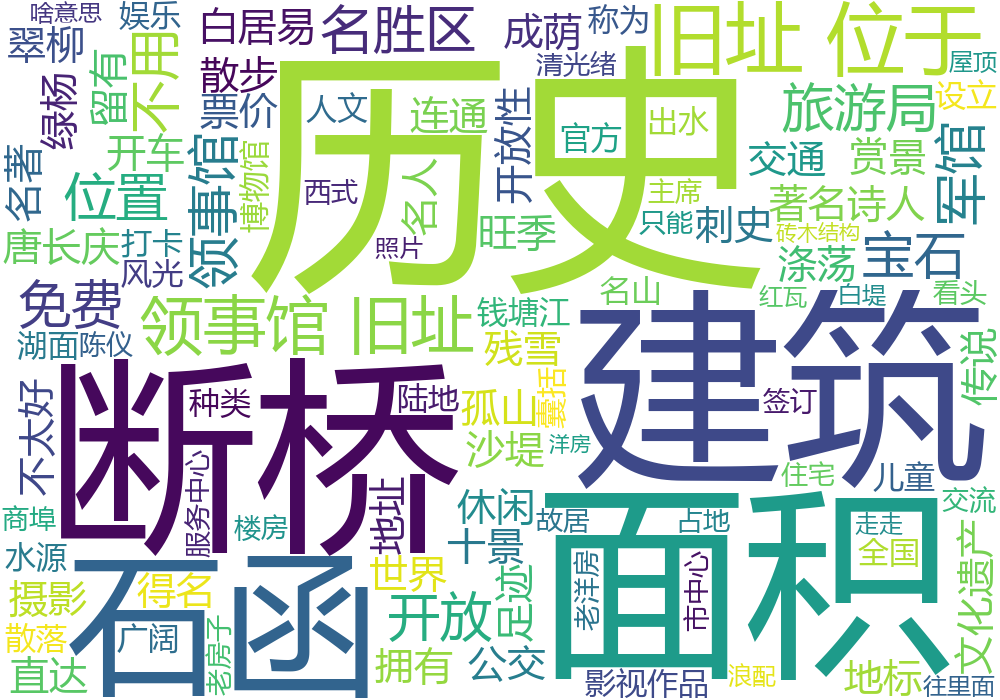 啥意思 娱乐 白居易 名胜区 成荫 称为 旧址 位于
翠柳 散步 清光绪 屋顶
绿杨 留有 不用 票价 历史 人文 连通 开放性 官方 出水 旅游局 设立
名著 开车 领事馆 博物馆 西式 名人 交通 赏景 军馆
位置 主席 著名诗人
唐长庆 打卡 照片 旺季 只能 刺史 砖木结构
风光 涤荡 宝石
免费 领事馆 旧址 钱塘江 名山 红瓦 白堤 看头
湖面 陈仪 残雪 建筑 传说
不太好 断桥 种类 陆地 孤山 囊括 签订
沙堤 洋房 住宅 儿童
商埠 服务中心 楼房 地址 休闲 故居 面积 占地 走走 交流
水源 十景 全国 文化遗产
摄影 得名 石函 世界 足迹 老洋房 市中心
散落 广阔 老房子 开放
直达 拥有 公交 影视作品 浪配 地标 往里面